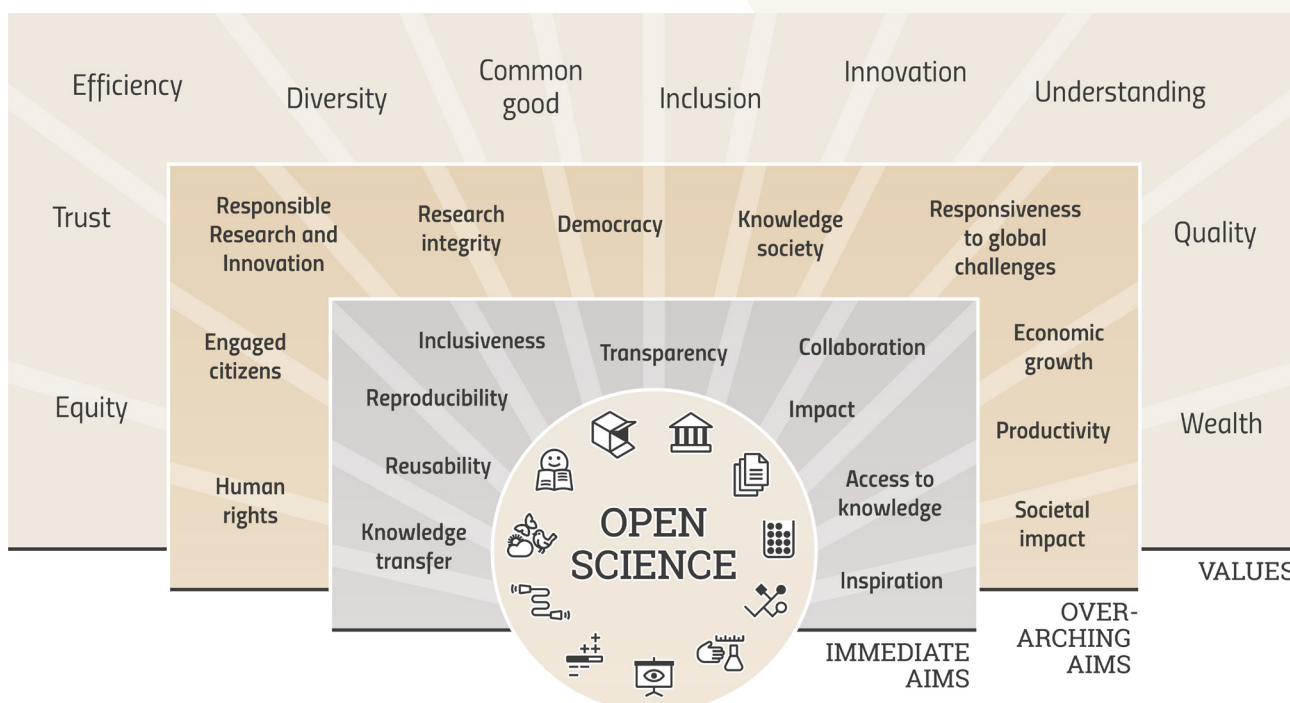 Efficiency
Diversity
Common
good
Inclusion
Innovation
Understanding
Trust
Quality
Equity
Wealth
Responsible
Research and
Innovation
Research
integrity
Democracy
Knowledge
society
Responsiveness
to global
challenges
Engaged
citizens
Economic
growth
Productivity
Human
rights
Societal
impact
Inclusiveness
Transparency
Collaboration
Reproducibility
Impact
Reusability
Access to
knowledge
Knowledge
transfer
Inspiration
OPEN
SCIENCE
IMMEDIATE
AIMS
OVER-
ARCHING
AIMS
VALUES